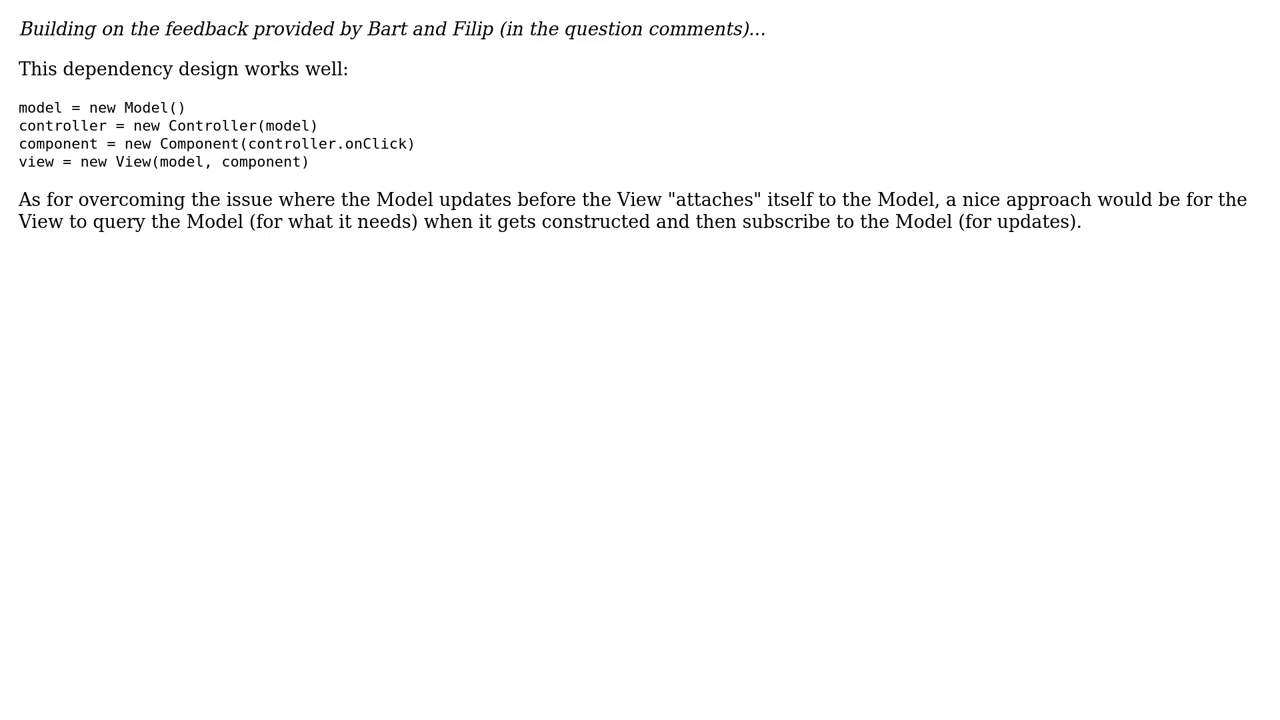 Building on the feedback provided by Bart and Filip (in the question comments)...
This dependency design works well:
model = new Model()
controller = new Controller(model)
component = new Component(controller.onClick)
view = new View(model, component)
As for overcoming the issue where the Model updates before the View "attaches" itself to the Model, a nice approach would be for the
View to query the Model (for what it needs) when it gets constructed and then subscribe to the Model (for updates).